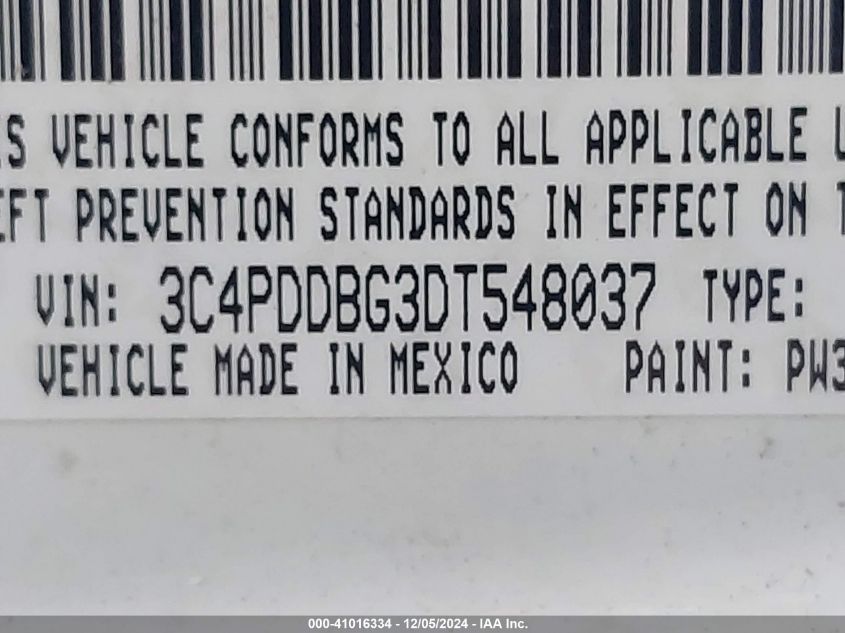 VEHICLE CONFORMS TO ALL APPLICABLE
PREVENTION STANDARDS IN EFFECT ON
VIN: 3C4PDDBG3DT548037 TYPE:
VEHICLE MADE IN MEXICO PAINT: PW3
000-41016334 - 12/05/2024 - IAA Inc.